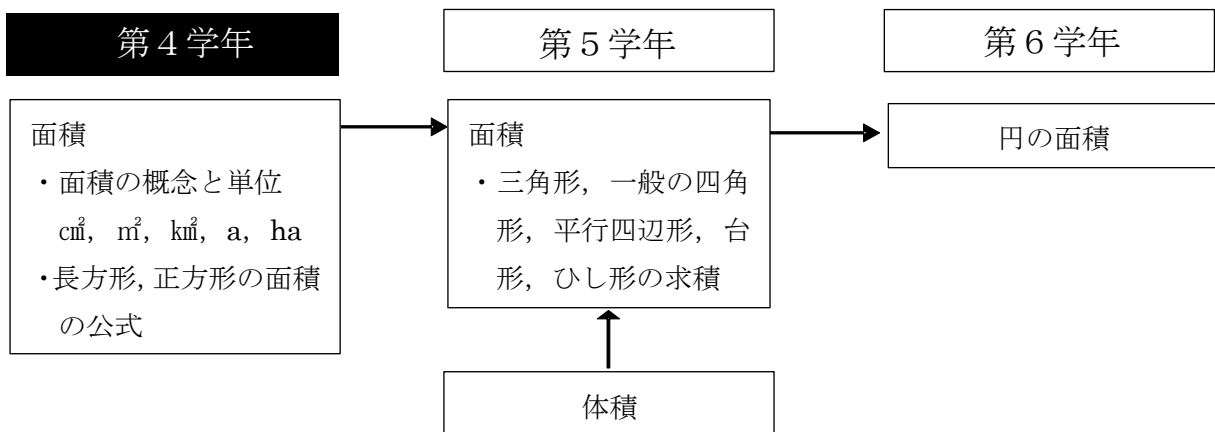 第４学年
第５学年
第６学年
面積
・面積の概念と単位
㎠，㎡，㎢，a，ha
・長方形，正方形の面積
の公式
面積
・三角形，一般の四角
形，平行四辺形，台
形，ひし形の求積
円の面積
体積